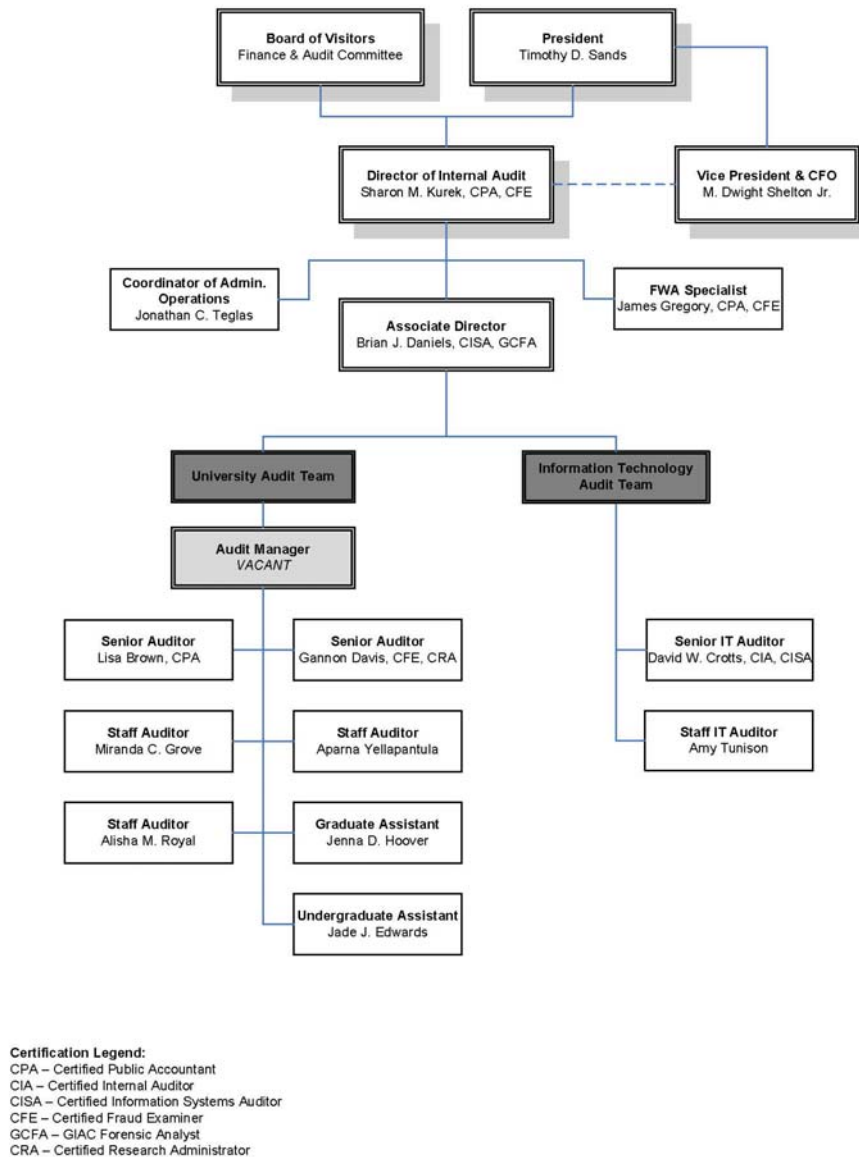 Board of Visitors
Finance & Audit Committee
President
Timothy D. Sands
Director of Internal Audit
Sharon M. Kurek, CPA, CFE
Vice President & CFO
M. Dwight Shelton Jr.
Coordinator of Admin.
Operations
Jonathan C. Teglas
FWA Specialist
James Gregory, CPA, CFE
Associate Director
Brian J. Daniels, CISA, GCFA
University Audit Team
Information Technology
Audit Team
Audit Manager
VACANT
Senior Auditor
Lisa Brown, CPA
Senior Auditor
Gannon Davis, CFE, CRA
Senior IT Auditor
David W. Crotts, CIA, CISA
Staff Auditor
Miranda C. Grove
Staff Auditor
Aparna Yellapantula
Staff IT Auditor
Amy Tunison
Staff Auditor
Alisha M. Royal
Graduate Assistant
Jenna D. Hoover
Undergraduate Assistant
Jade J. Edwards
Certification Legend:
CPA – Certified Public Accountant
CIA – Certified Internal Auditor
CISA – Certified Information Systems Auditor
CFE – Certified Fraud Examiner
GCFA – GIAC Forensic Analyst
CRA – Certified Research Administrator